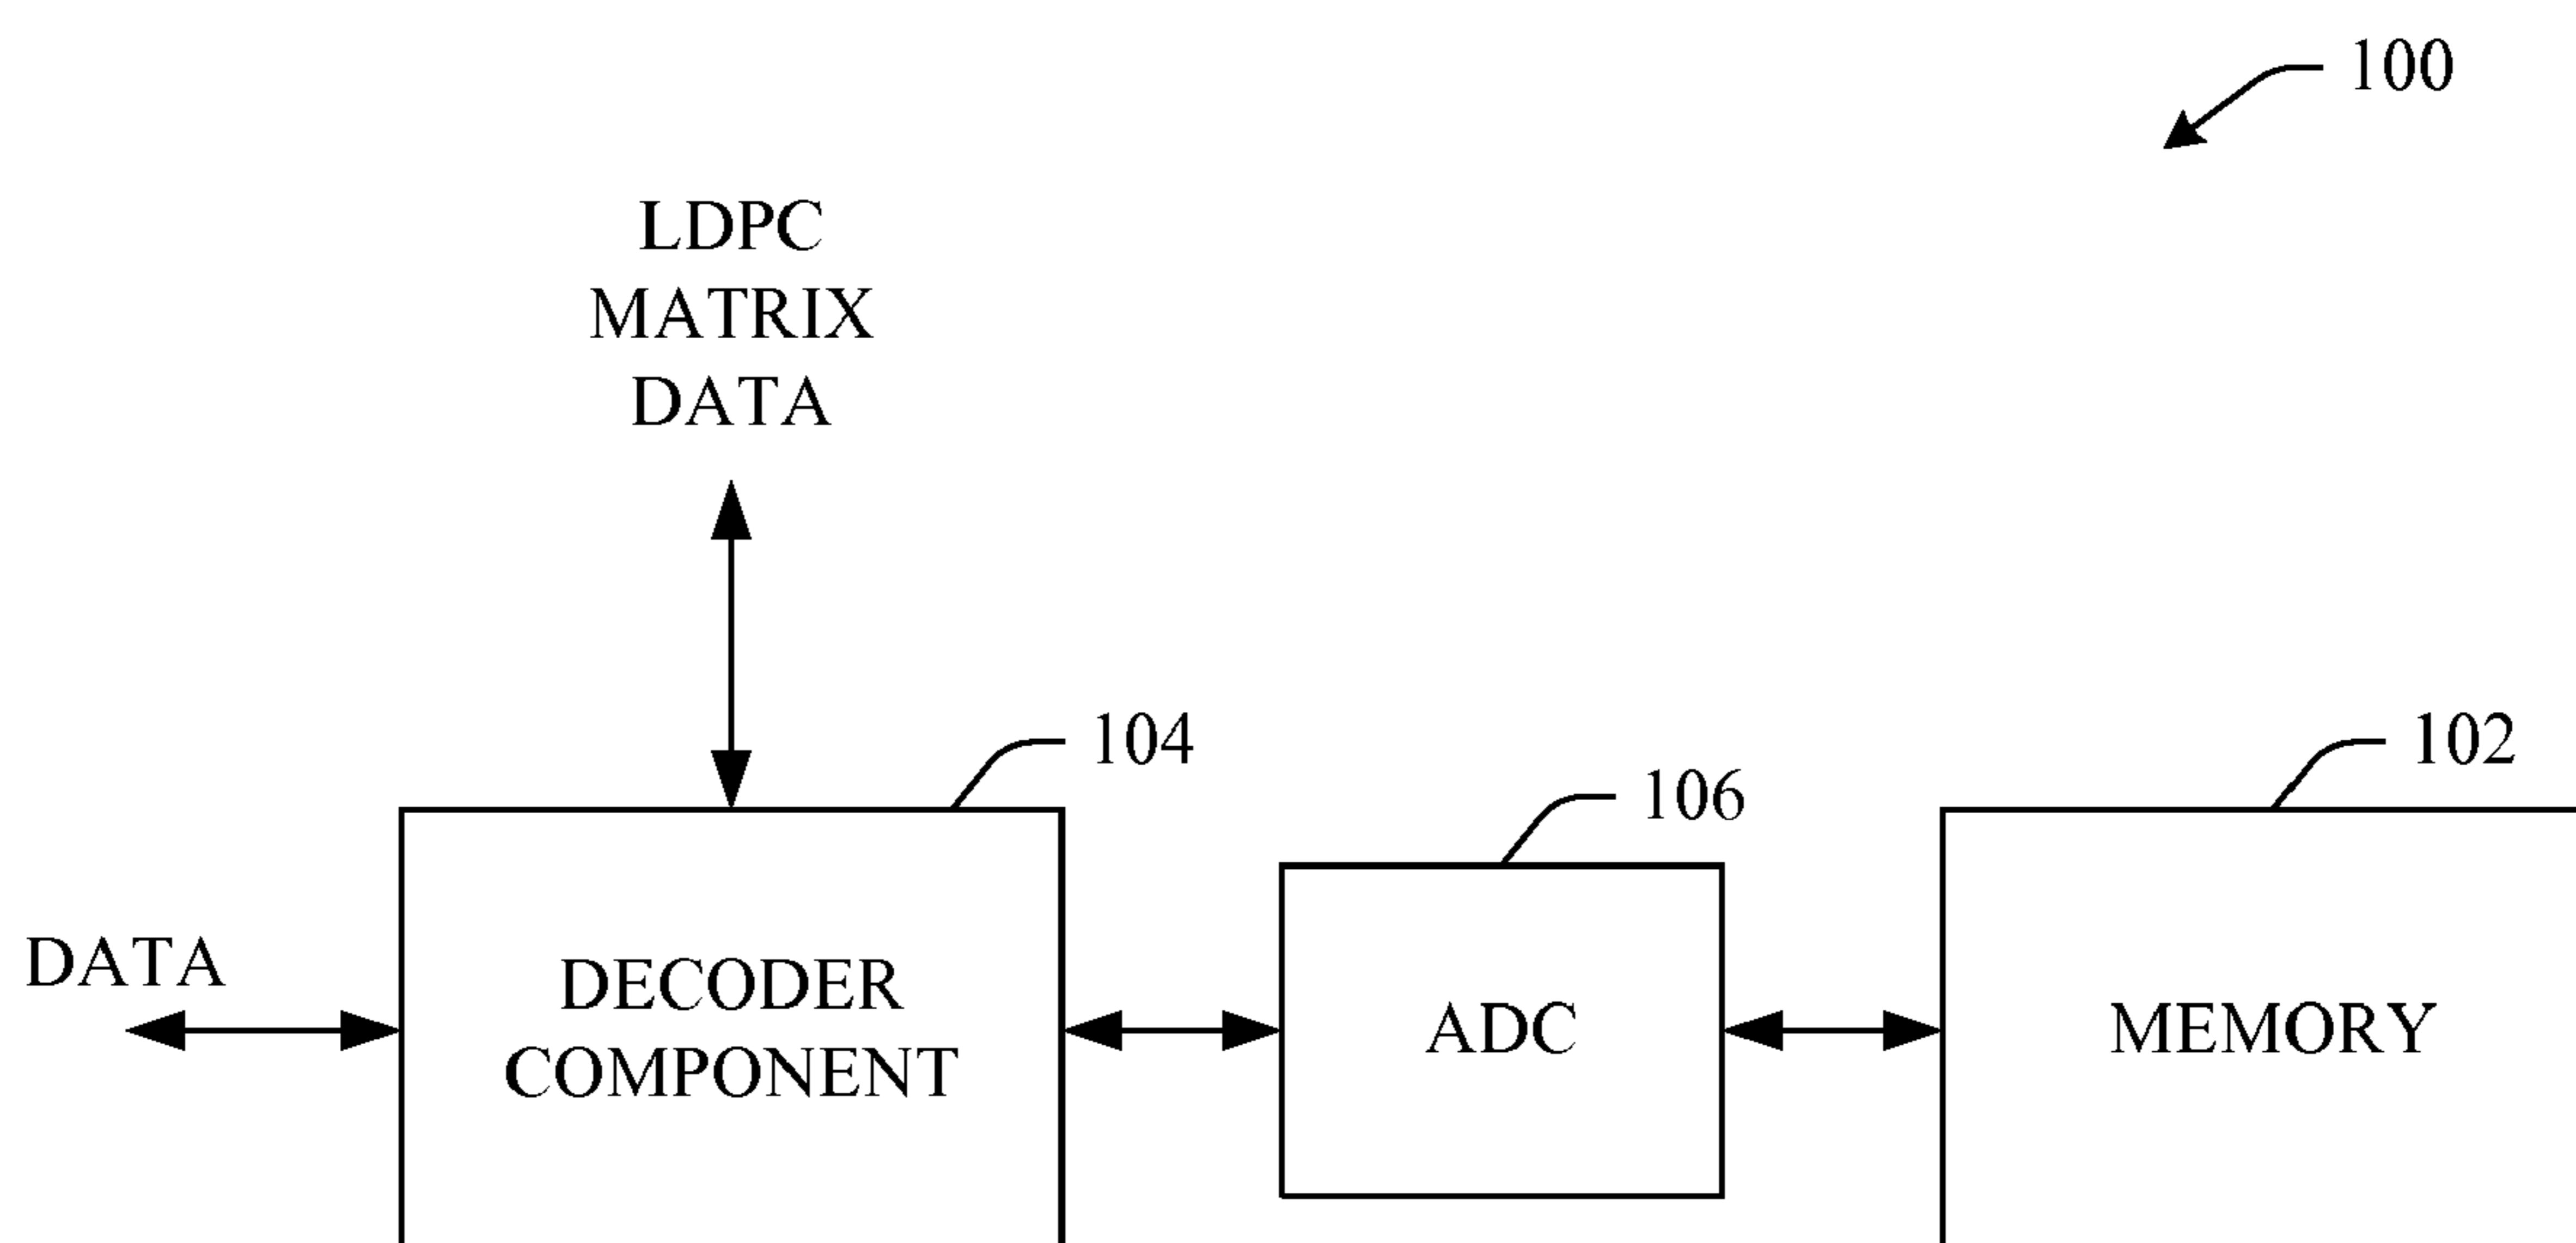 100
LDPC
MATRIX
DATA
104
102
106
DATA
DECODER
COMPONENT
ADC
MEMORY